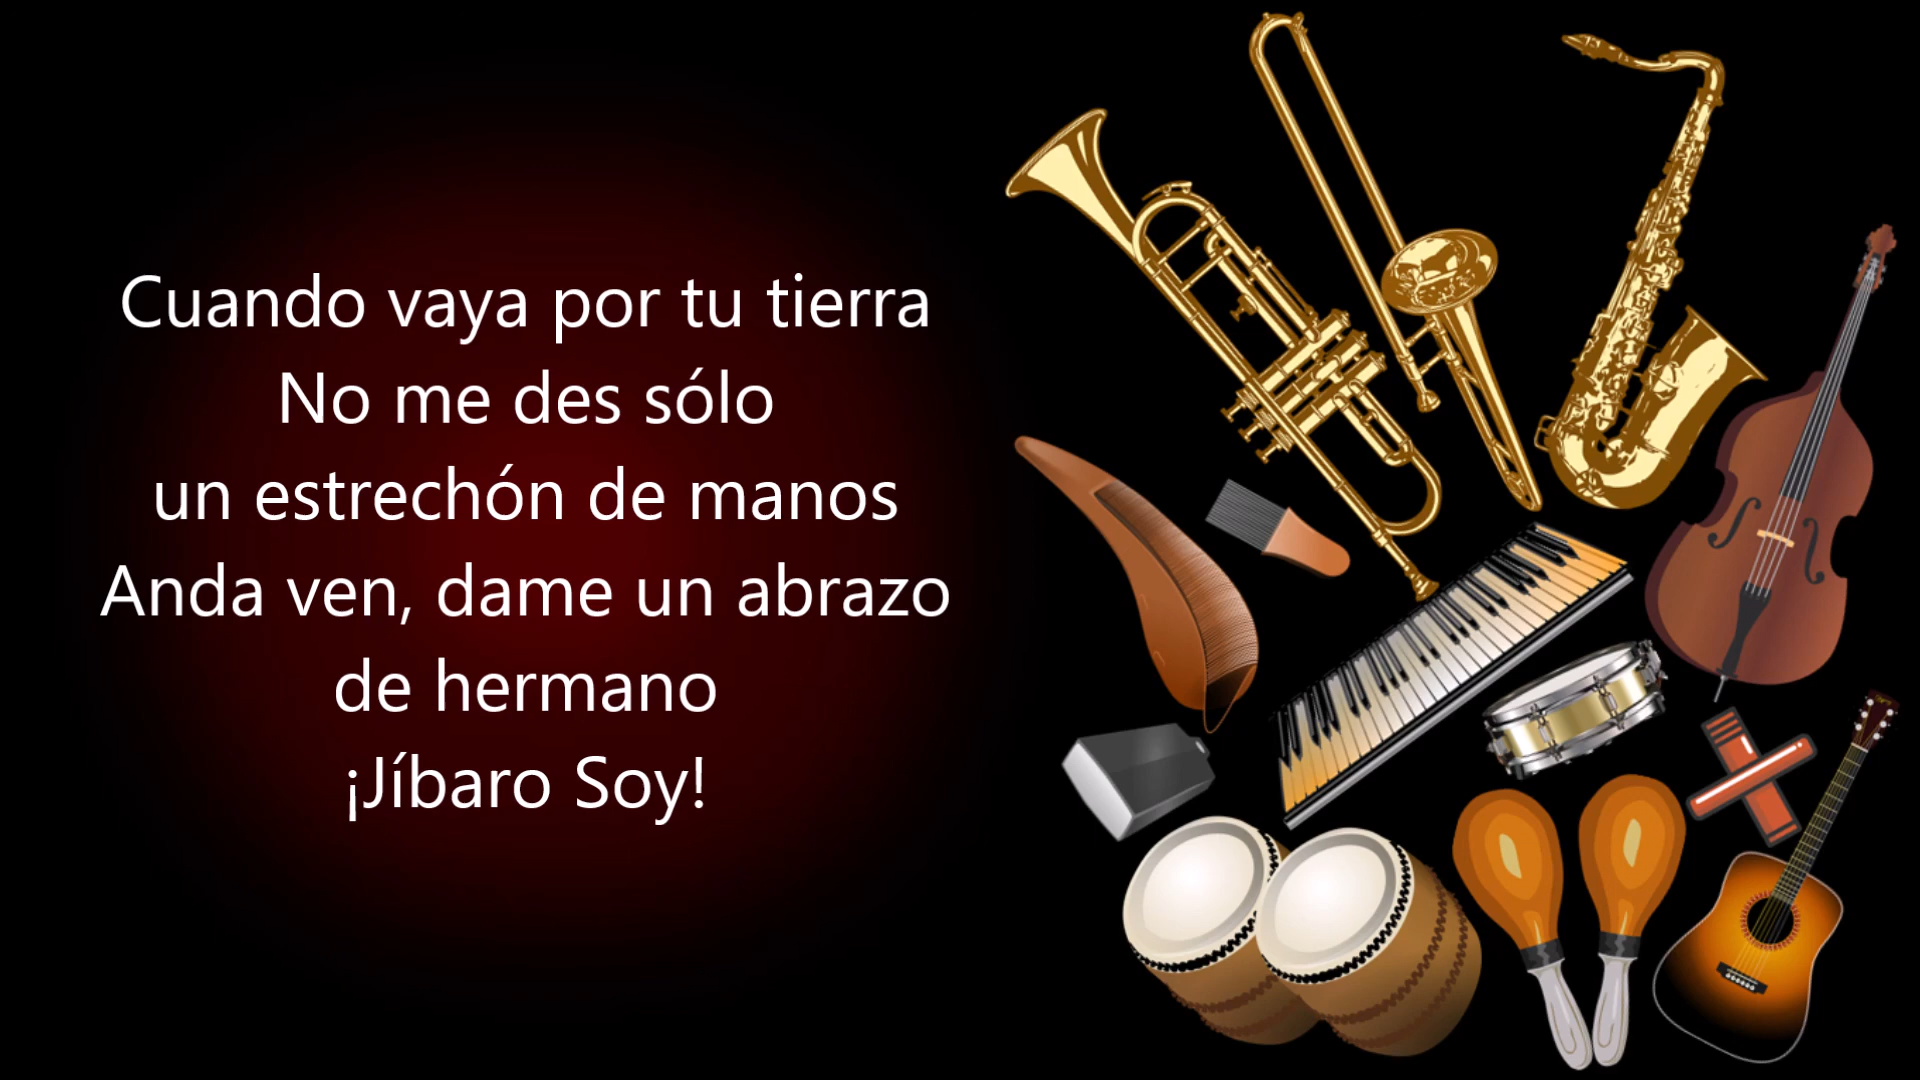 Cuando vaya por tu tierra
No me des sólo
un estrechón de manos
Anda ven, dame un abrazo
de hermano
¡Jíbaro Soy!